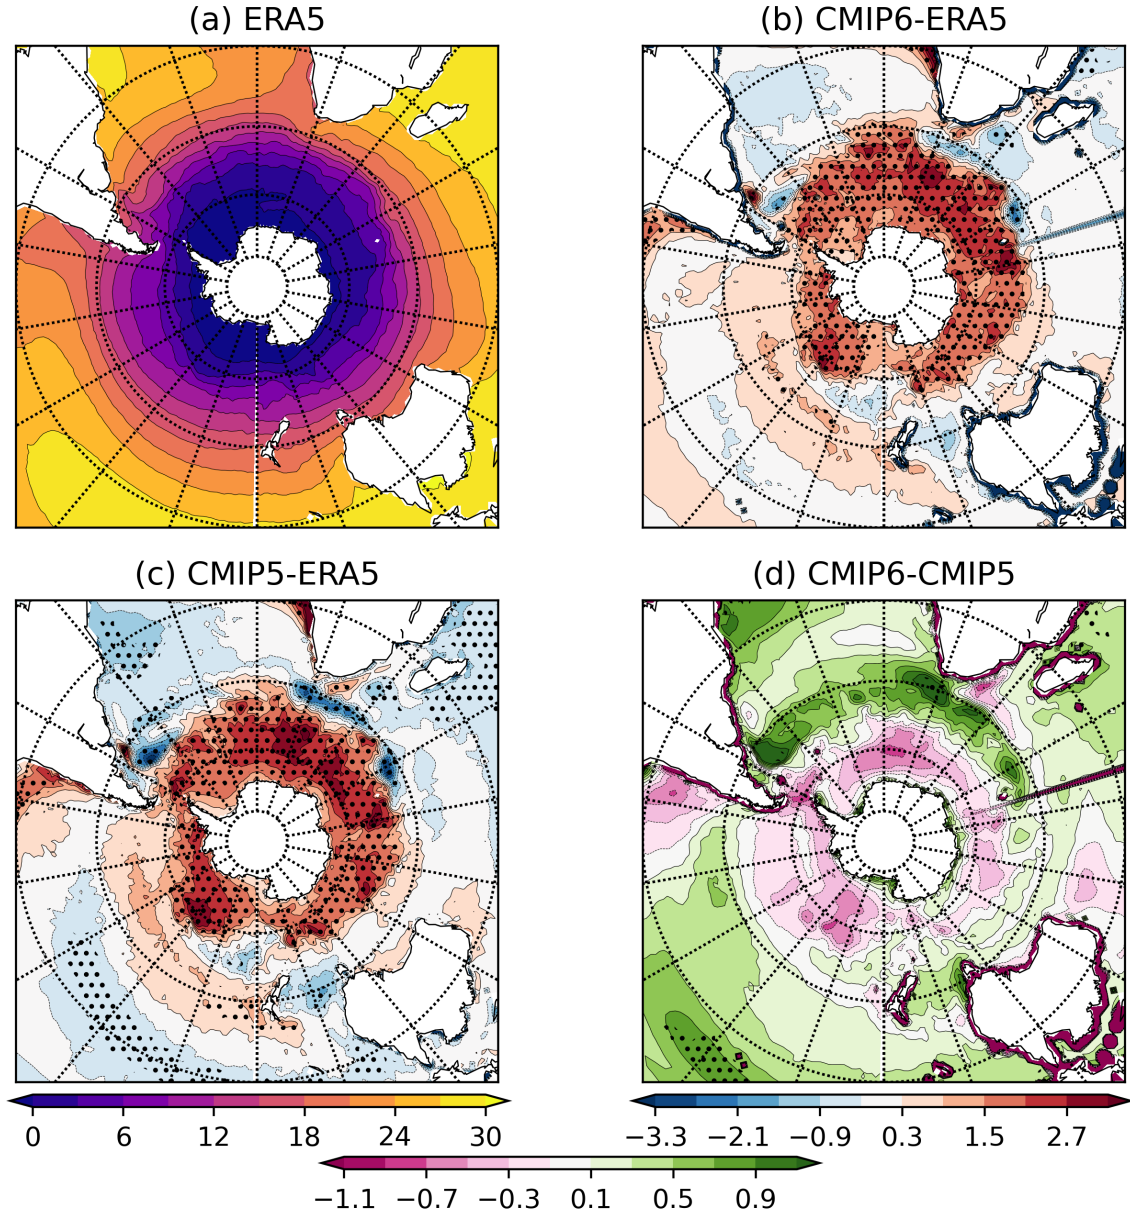 (a) ERA5
(b) CMIP6-ERA5
(c) CMIP5-ERA5
(d) CMIP6-CMIP5
0 6 12 18 24 30
−3.3 −2.1 −0.9 0.3 1.5 2.7
−1.1 −0.7 −0.3 0.1 0.5 0.9